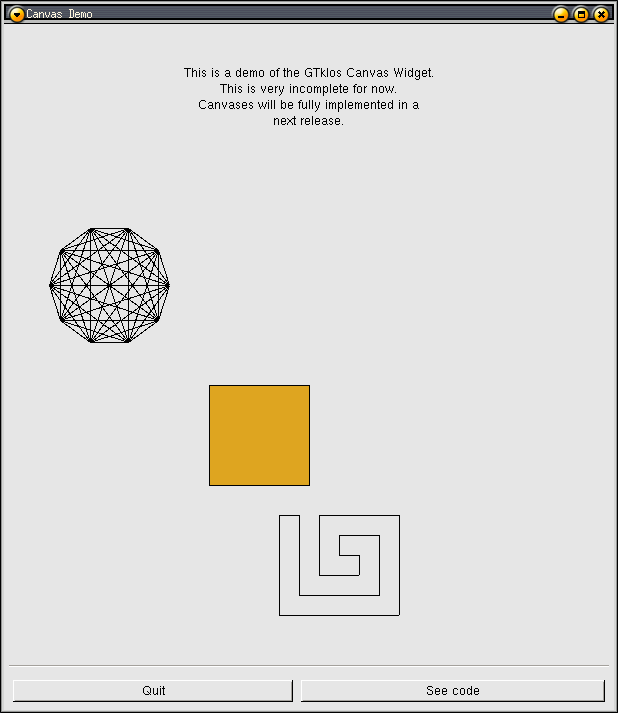 Canvas Demo
This is a demo of the GTklos Canvas Widget.
This is very incomplete for now.
Canvases will be fully implemented in a
next release.
Quit
See code